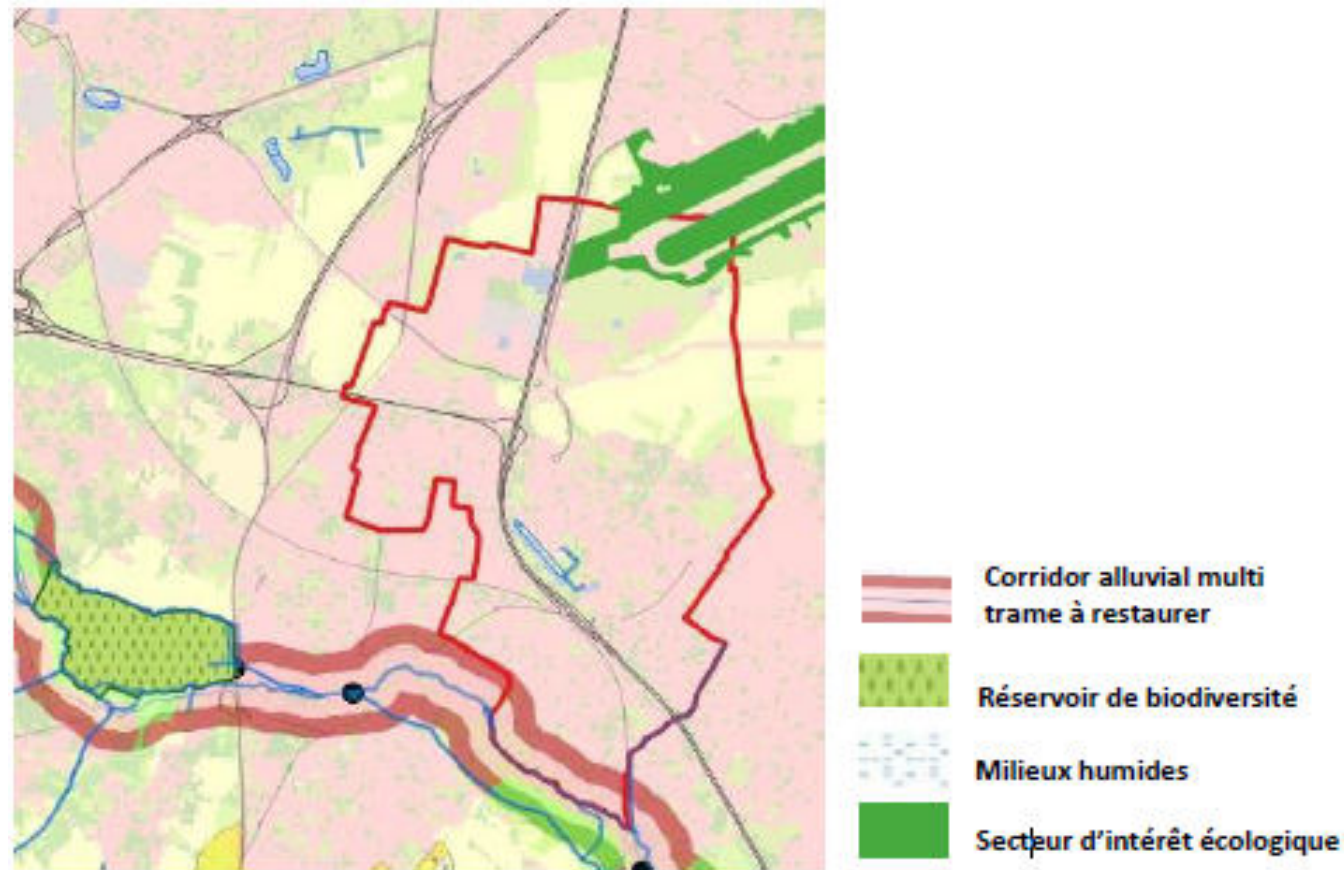 Corridor alluvial multi
trame à restaurer
Réservoir de biodiversité
Milieux humides
Secteur d'intérêt écologique